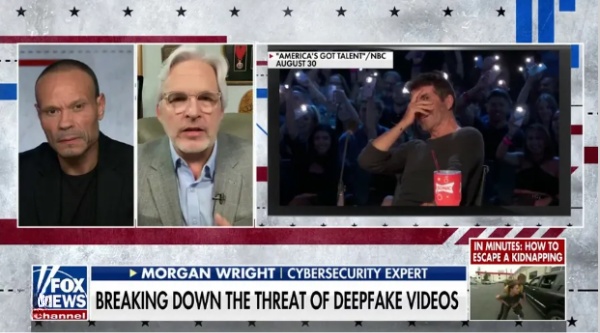 "AMERICA'S GOT TALENT"/NBC
AUGUST 30
IN MINUTES: HOW TO
ESCAPE A KIDNAPPING
MORGAN WRIGHT | CYBERSECURITY EXPERT
BREAKING DOWN THE THREAT OF DEEPFAKE VIDEOS
FOX
NEWS
channel